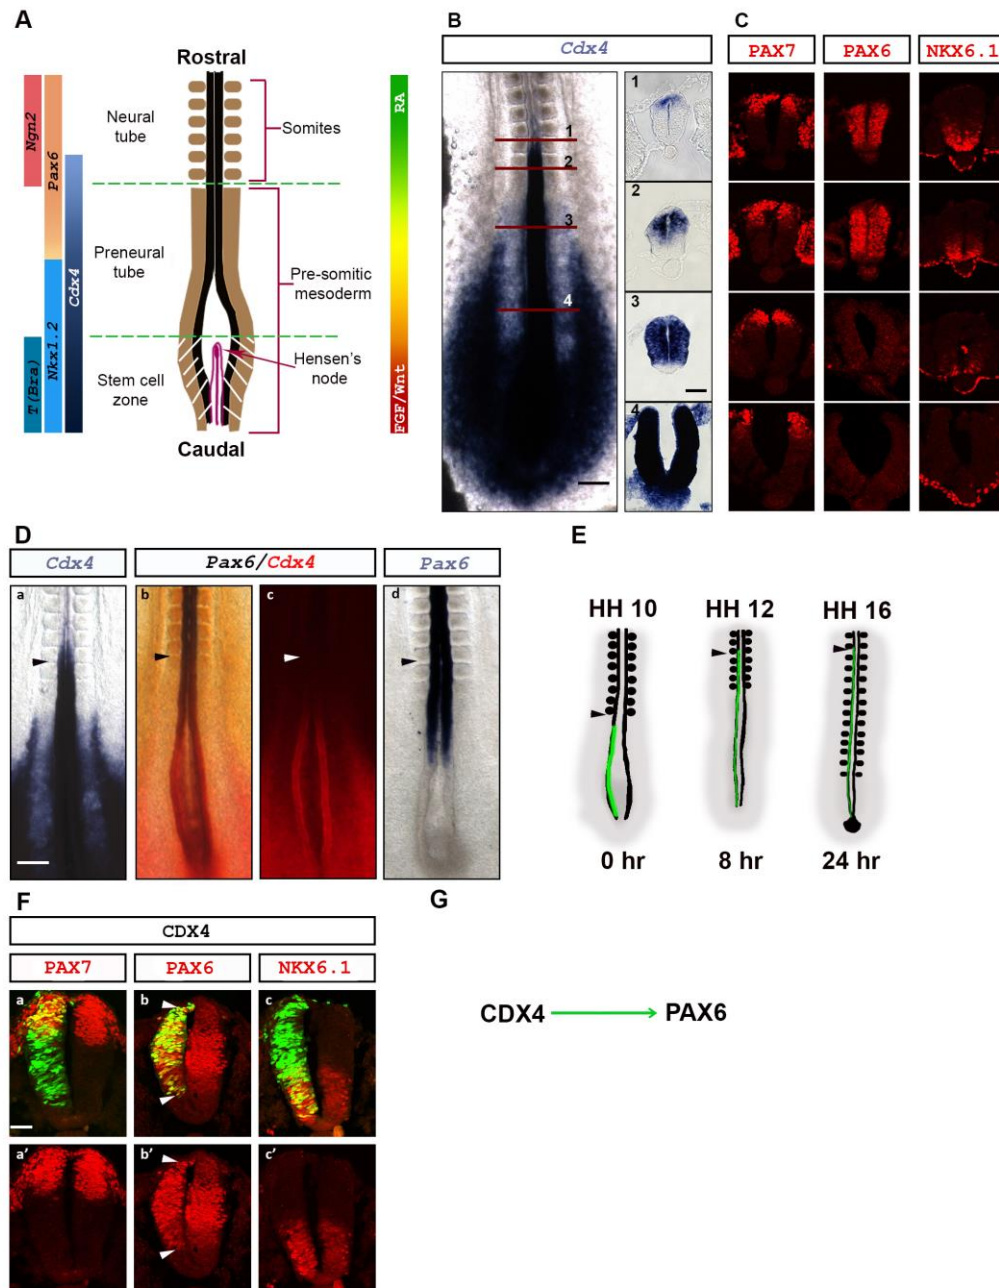 A
Rostral
Ngn2
Pax6
Nkx1.2
T(Bra)
Cdx4
Neural
tube
Preneural
tube
Stem cell
zone
Somites
Pre-somitic
mesoderm
Hensen's
node
Caudal
RA
FGF/Wnt
B
Cdx4
1
2
3
4
1
2
3
4
C
PAX7
PAX6
NKX6.1
D
Cdx4
Pax6/Cdx4
Pax6
a
b
c
d
E
HH 10
HH 12
HH 16
0 hr
8 hr
24 hr
F
CDX4
PAX7
PAX6
NKX6.1
a
b
c
a'
b'
c'
G
CDX4
PAX6